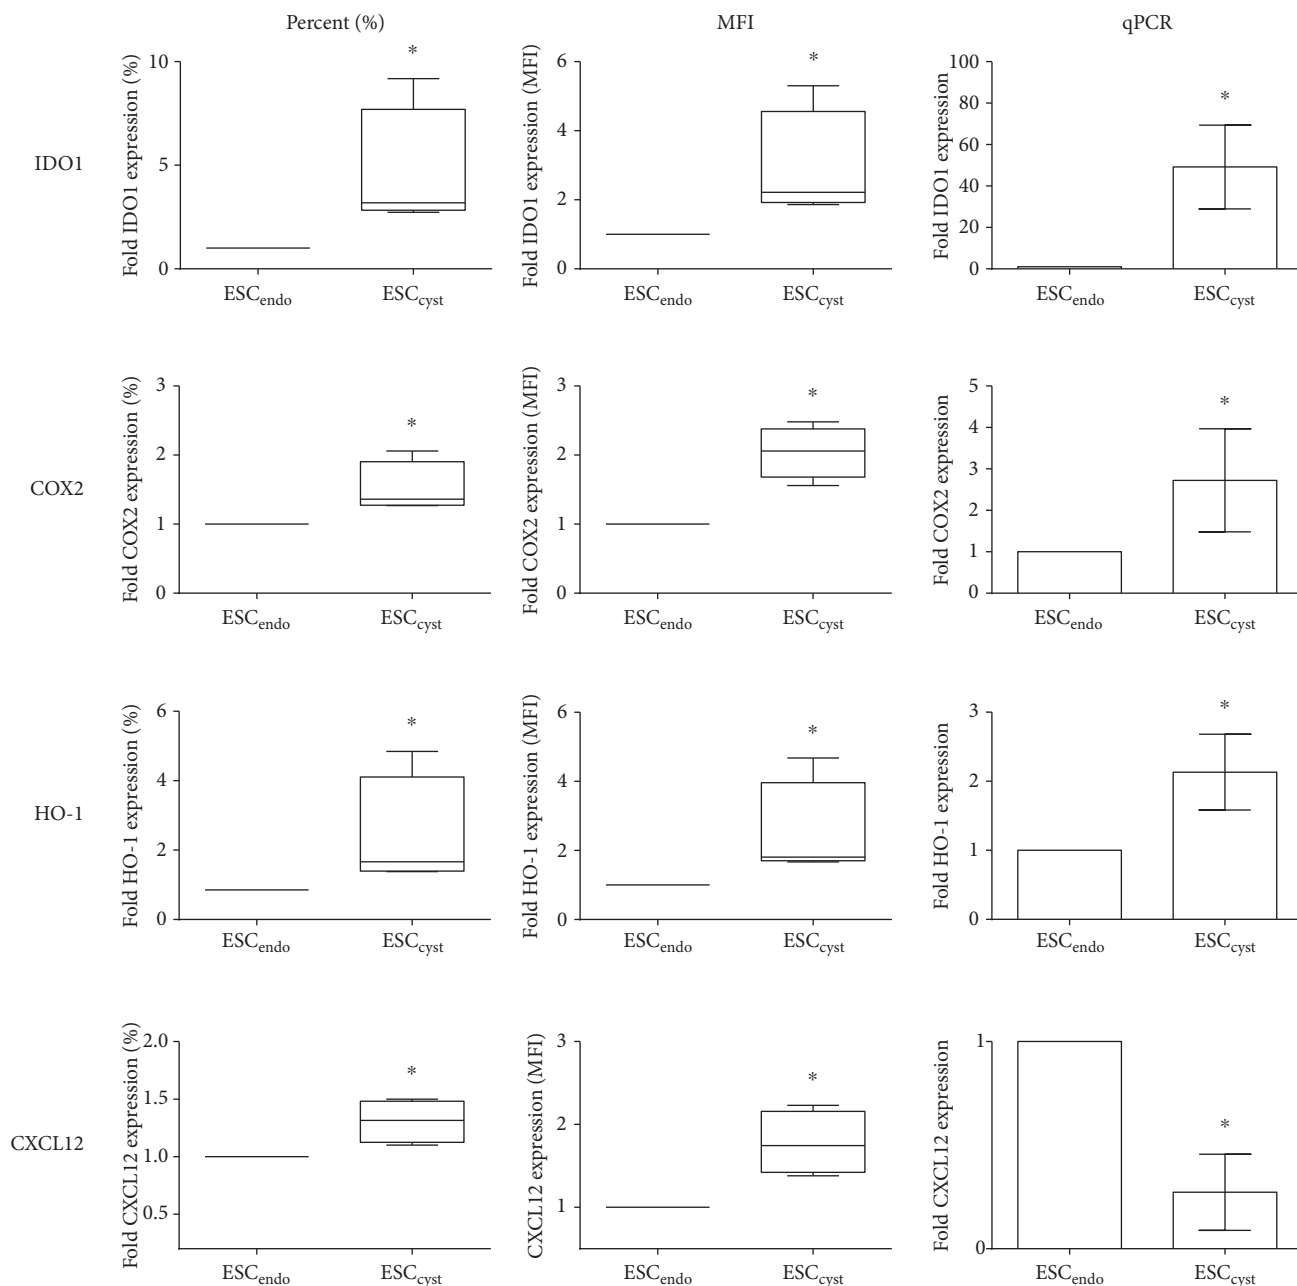 Percent (%)
MFI
qPCR
IDO1
Fold IDO1 expression (%)
10
5
0
*
ESCendo
ESCcyst
Fold IDO1 expression (MFI)
6
4
2
0
*
ESCendo
ESCcyst
Fold IDO1 expression
100
80
60
40
20
0
*
ESCendo
ESCcyst
COX2
Fold COX2 expression (%)
3
2
1
0
*
ESCendo
ESCcyst
Fold COX2 expression (MFI)
3
2
1
0
*
ESCendo
ESCcyst
Fold COX2 expression
5
4
3
2
1
0
*
ESCendo
ESCcyst
HO-1
Fold HO-1 expression (%)
6
4
2
0
*
ESCendo
ESCcyst
Fold HO-1 expression (MFI)
6
4
2
0
*
ESCendo
ESCcyst
Fold HO-1 expression
3
2
1
0
*
ESCendo
ESCcyst
CXCL12
Fold CXCL12 expression (%)
2.0
1.5
1.0
0.5
*
ESCendo
ESCcyst
CXCL12 expression (MFI)
3
2
1
*
ESCendo
ESCcyst
Fold CXCL12 expression
1
0
*
ESCendo
ESCcyst